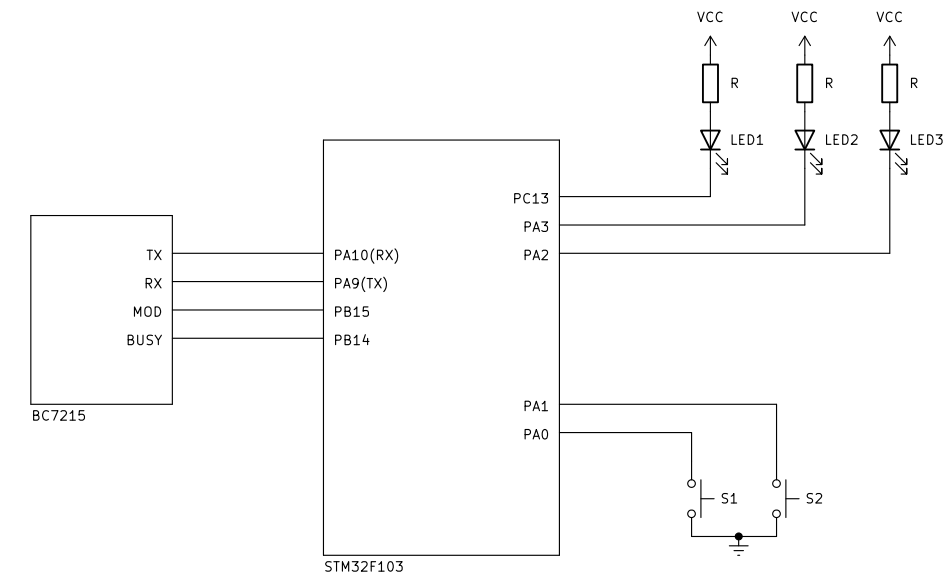 VCC VCC VCC
R R R
LED1 LED2 LED3
PC13
PA3
TX PA10(RX) PA2
RX PA9(TX)
MOD PB15
BUSY PB14
PA1
BC7215
PA0
S1 S2
STM32F103